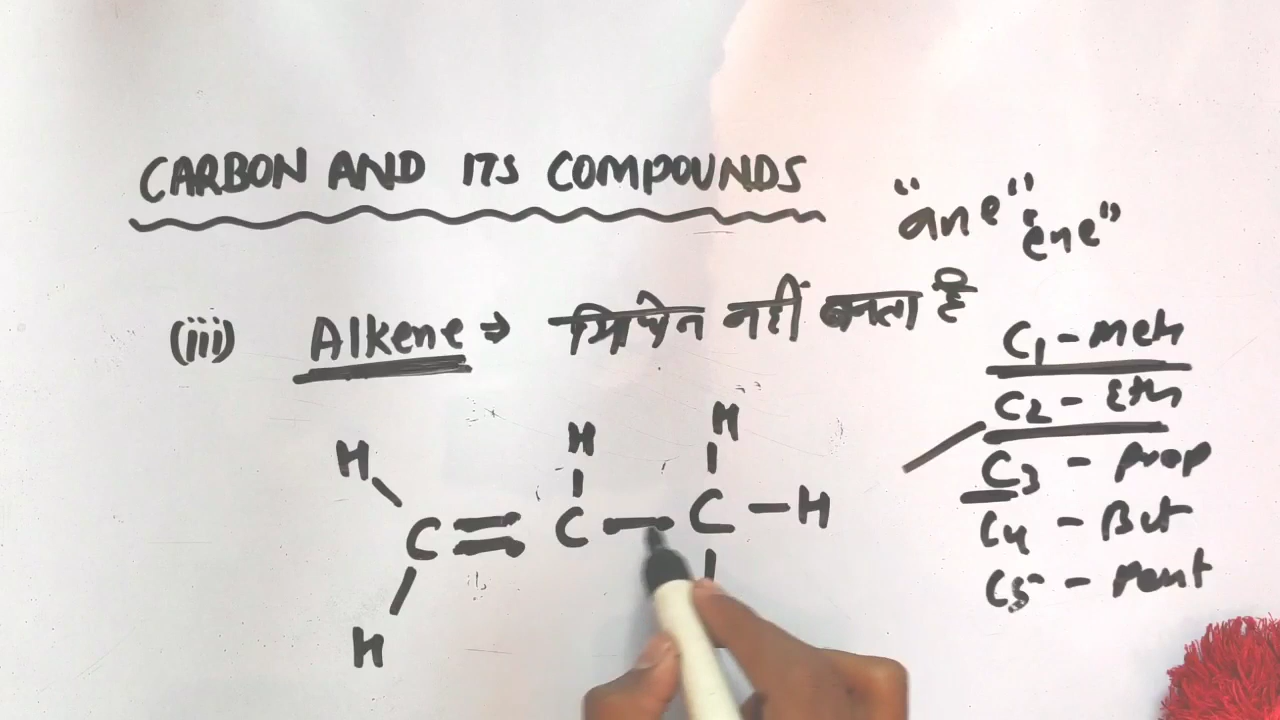 CARBON AND ITS COMPOUNDS
"ane" "ene"
(iii) Alkene ⇒ मिथेन नहीं बनता है
C1 - Meth
C2 - Eth
C3 - Prop
C4 - But
C5 - Pent
H H H
C = C - C - H
H